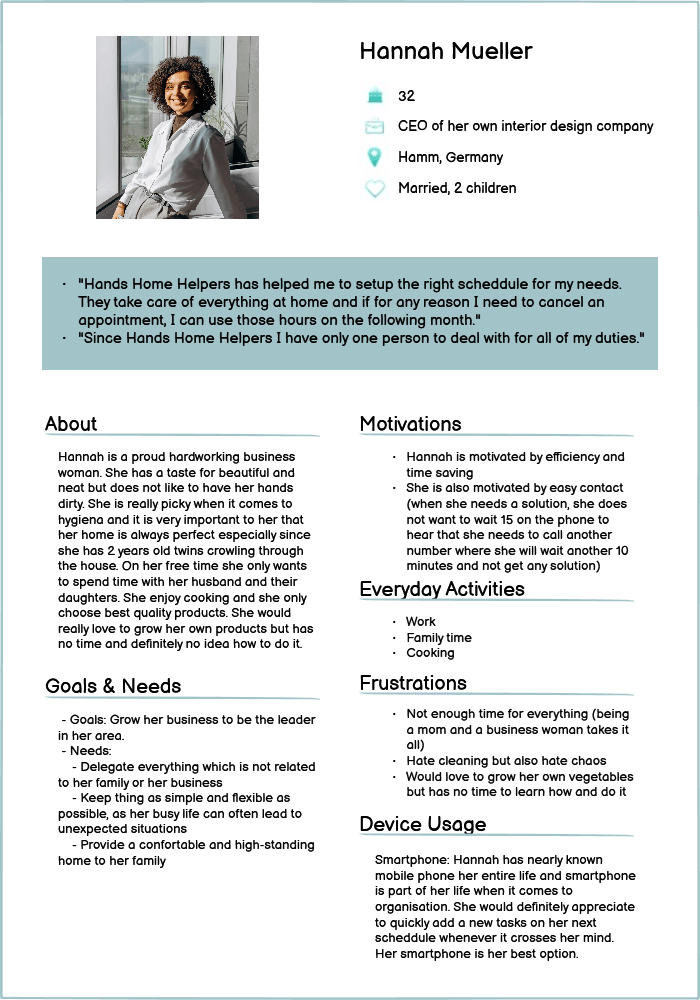 Hannah Mueller
32
CEO of her own interior design company
Hamm, Germany
Married, 2 children
· "Hands Home Helpers has helped me to setup the right scheddule for my needs.
They take care of everything at home and if for any reason I need to cancel an
appointment, I can use those hours on the following month."
· "Since Hands Home Helpers I have only one person to deal with for all of my duties."
About
Hannah is a proud hardworking business
woman. She has a taste for beautiful and
neat but does not like to have her hands
dirty. She is really picky when it comes to
hygiena and it is very important to her that
her home is always perfect especially since
she has 2 years old twins crowling through
the house. On her free time she only wants
to spend time with her husband and their
daughters. She enjoy cooking and she only
choose best quality products. She would
really love to grow her own products but has
no time and definitely no idea how to do it.
Goals & Needs
- Goals: Grow her business to be the leader
in her area.
- Needs:
- Delegate everything which is not related
to her family or her business
- Keep thing as simple and flexible as
possible, as her busy life can often lead to
unexpected situations
- Provide a confortable and high-standing
home to her family
Motivations
· Hannah is motivated by efficiency and
time saving
· She is also motivated by easy contact
(when she needs a solution, she does
not want to wait 15 on the phone to
hear that she needs to call another
number where she will wait another 10
minutes and not get any solution)
Everyday Activities
· Work
· Family time
· Cooking
Frustrations
· Not enough time for everything (being
a mom and a business woman takes it
all)
· Hate cleaning but also hate chaos
· Would love to grow her own vegetables
but has no time to learn how and do it
Device Usage
Smartphone: Hannah has nearly known
mobile phone her entire life and smartphone
is part of her life when it comes to
organisation. She would definitely appreciate
to quickly add a new tasks on her next
scheddule whenever it crosses her mind.
Her smartphone is her best option.